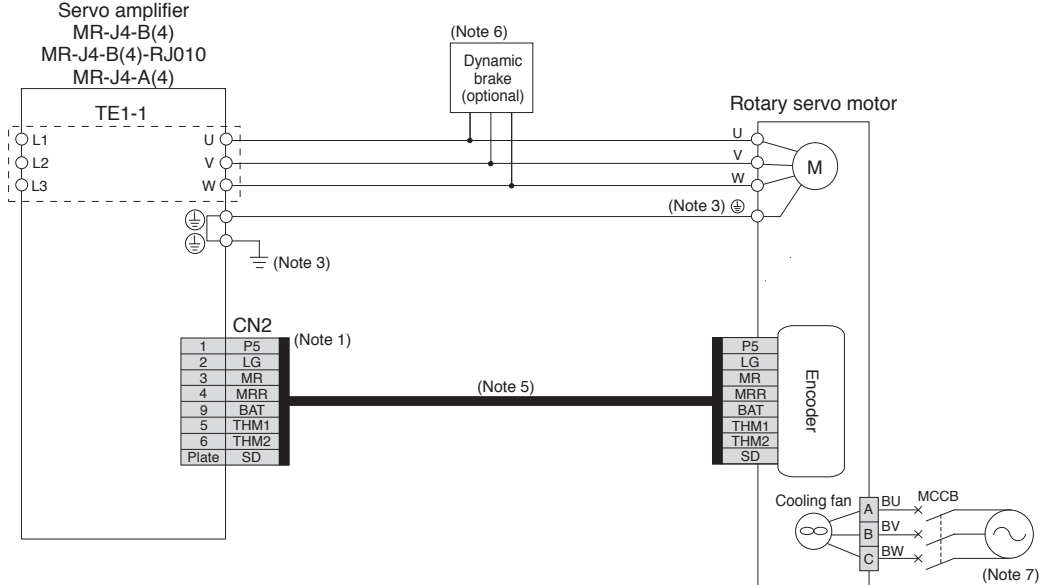 Servo amplifier
MR-J4-B(4)
MR-J4-B(4)-RJ010
MR-J4-A(4)
TE1-1
L1
L2
L3
U
V
W
(Note 3)
(Note 6)
Dynamic
brake
(optional)
Rotary servo motor
U
V
W
M
(Note 3)
CN2
(Note 1)
1 P5
2 LG
3 MR
4 MRR
9 BAT
5 THM1
6 THM2
Plate SD
(Note 5)
P5
LG
MR
MRR
BAT
THM1
THM2
SD
Encoder
Cooling fan
A BU
B BV
C BW
MCCB
(Note 7)